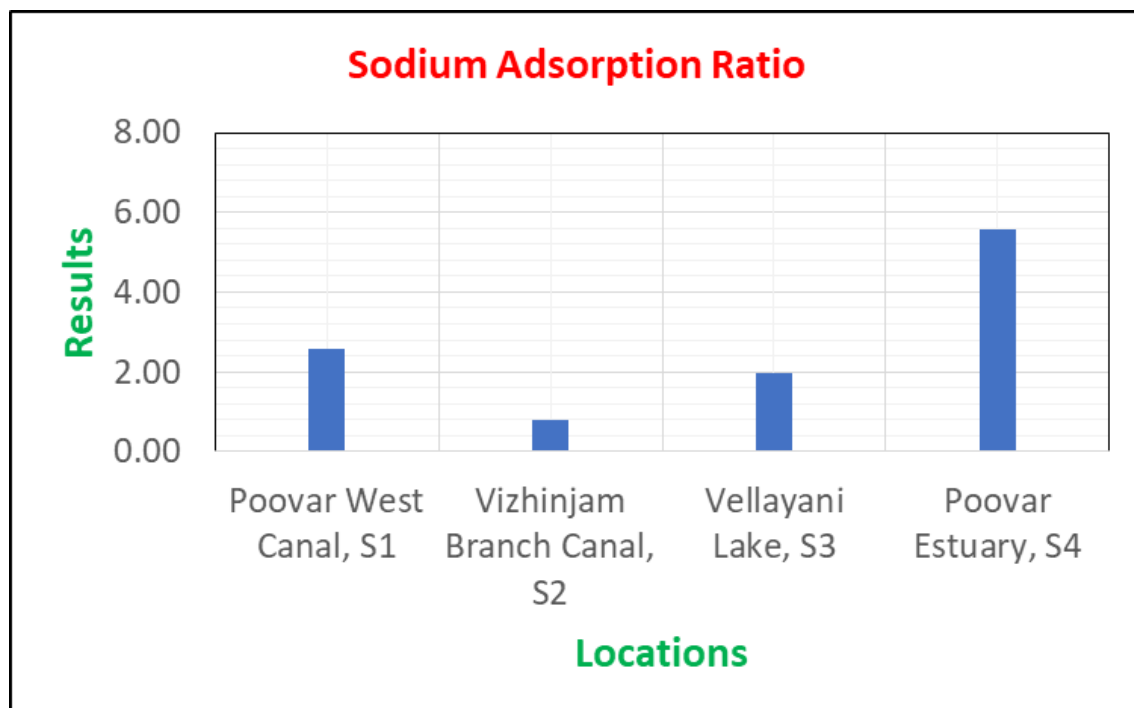 Sodium Adsorption Ratio
8.00
6.00
4.00
2.00
0.00
Results
Poovar West
Canal, S1
Vizhinjam
Branch Canal,
S2
Vellayani
Lake, S3
Poovar
Estuary, S4
Locations